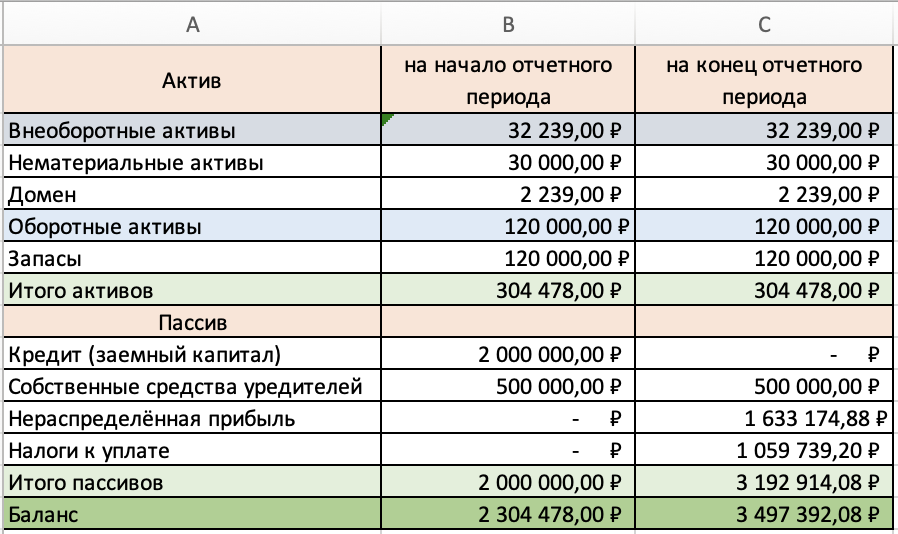 A B C
Актив на начало отчетного периода на конец отчетного периода
Внеоборотные активы 32 239,00 ₽ 32 239,00 ₽
Нематериальные активы 30 000,00 ₽ 30 000,00 ₽
Домен 2 239,00 ₽ 2 239,00 ₽
Оборотные активы 120 000,00 ₽ 120 000,00 ₽
Запасы 120 000,00 ₽ 120 000,00 ₽
Итого активов 304 478,00 ₽ 304 478,00 ₽
Пассив
Кредит (заемный капитал) 2 000 000,00 ₽ - ₽
Собственные средства уредителей 500 000,00 ₽ 500 000,00 ₽
Нераспределённая прибыль - ₽ 1 633 174,88 ₽
Налоги к уплате - ₽ 1 059 739,20 ₽
Итого пассивов 2 000 000,00 ₽ 3 192 914,08 ₽
Баланс 2 304 478,00 ₽ 3 497 392,08 ₽